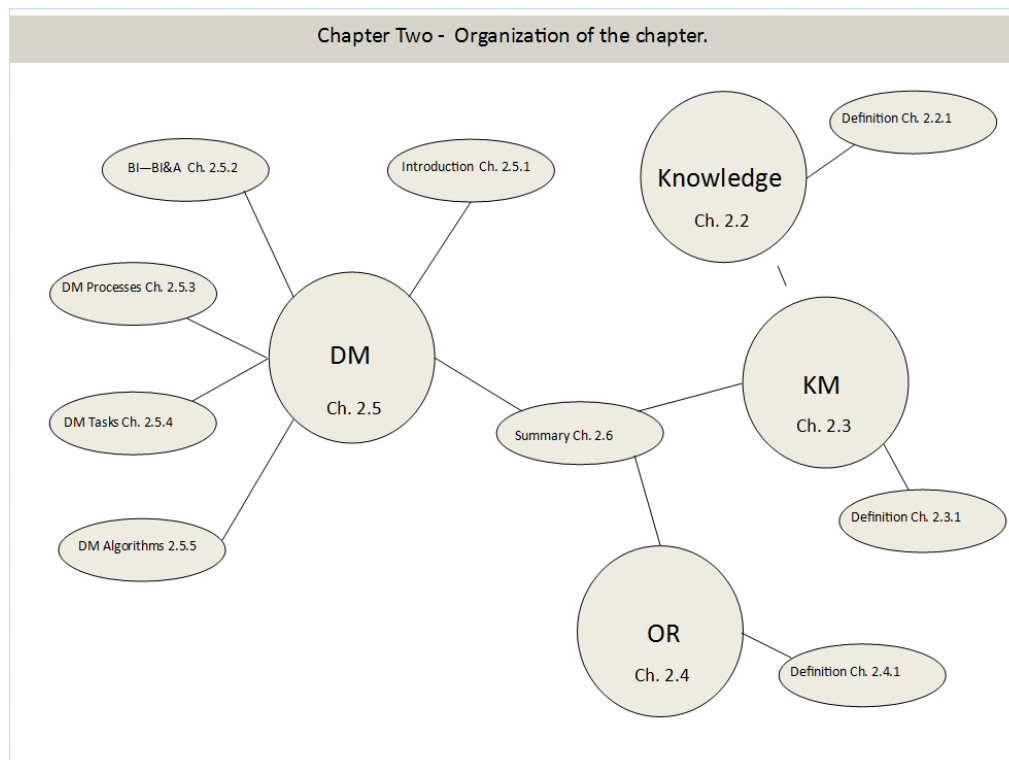 Chapter Two - Organization of the chapter.
Definition Ch. 2.2.1
BI—BI&A Ch. 2.5.2
Introduction Ch. 2.5.1
Knowledge
Ch. 2.2
DM Processes Ch. 2.5.3
DM
Ch. 2.5
KM
Ch. 2.3
DM Tasks Ch. 2.5.4
Summary Ch. 2.6
Definition Ch. 2.3.1
DM Algorithms 2.5.5
OR
Ch. 2.4
Definition Ch. 2.4.1